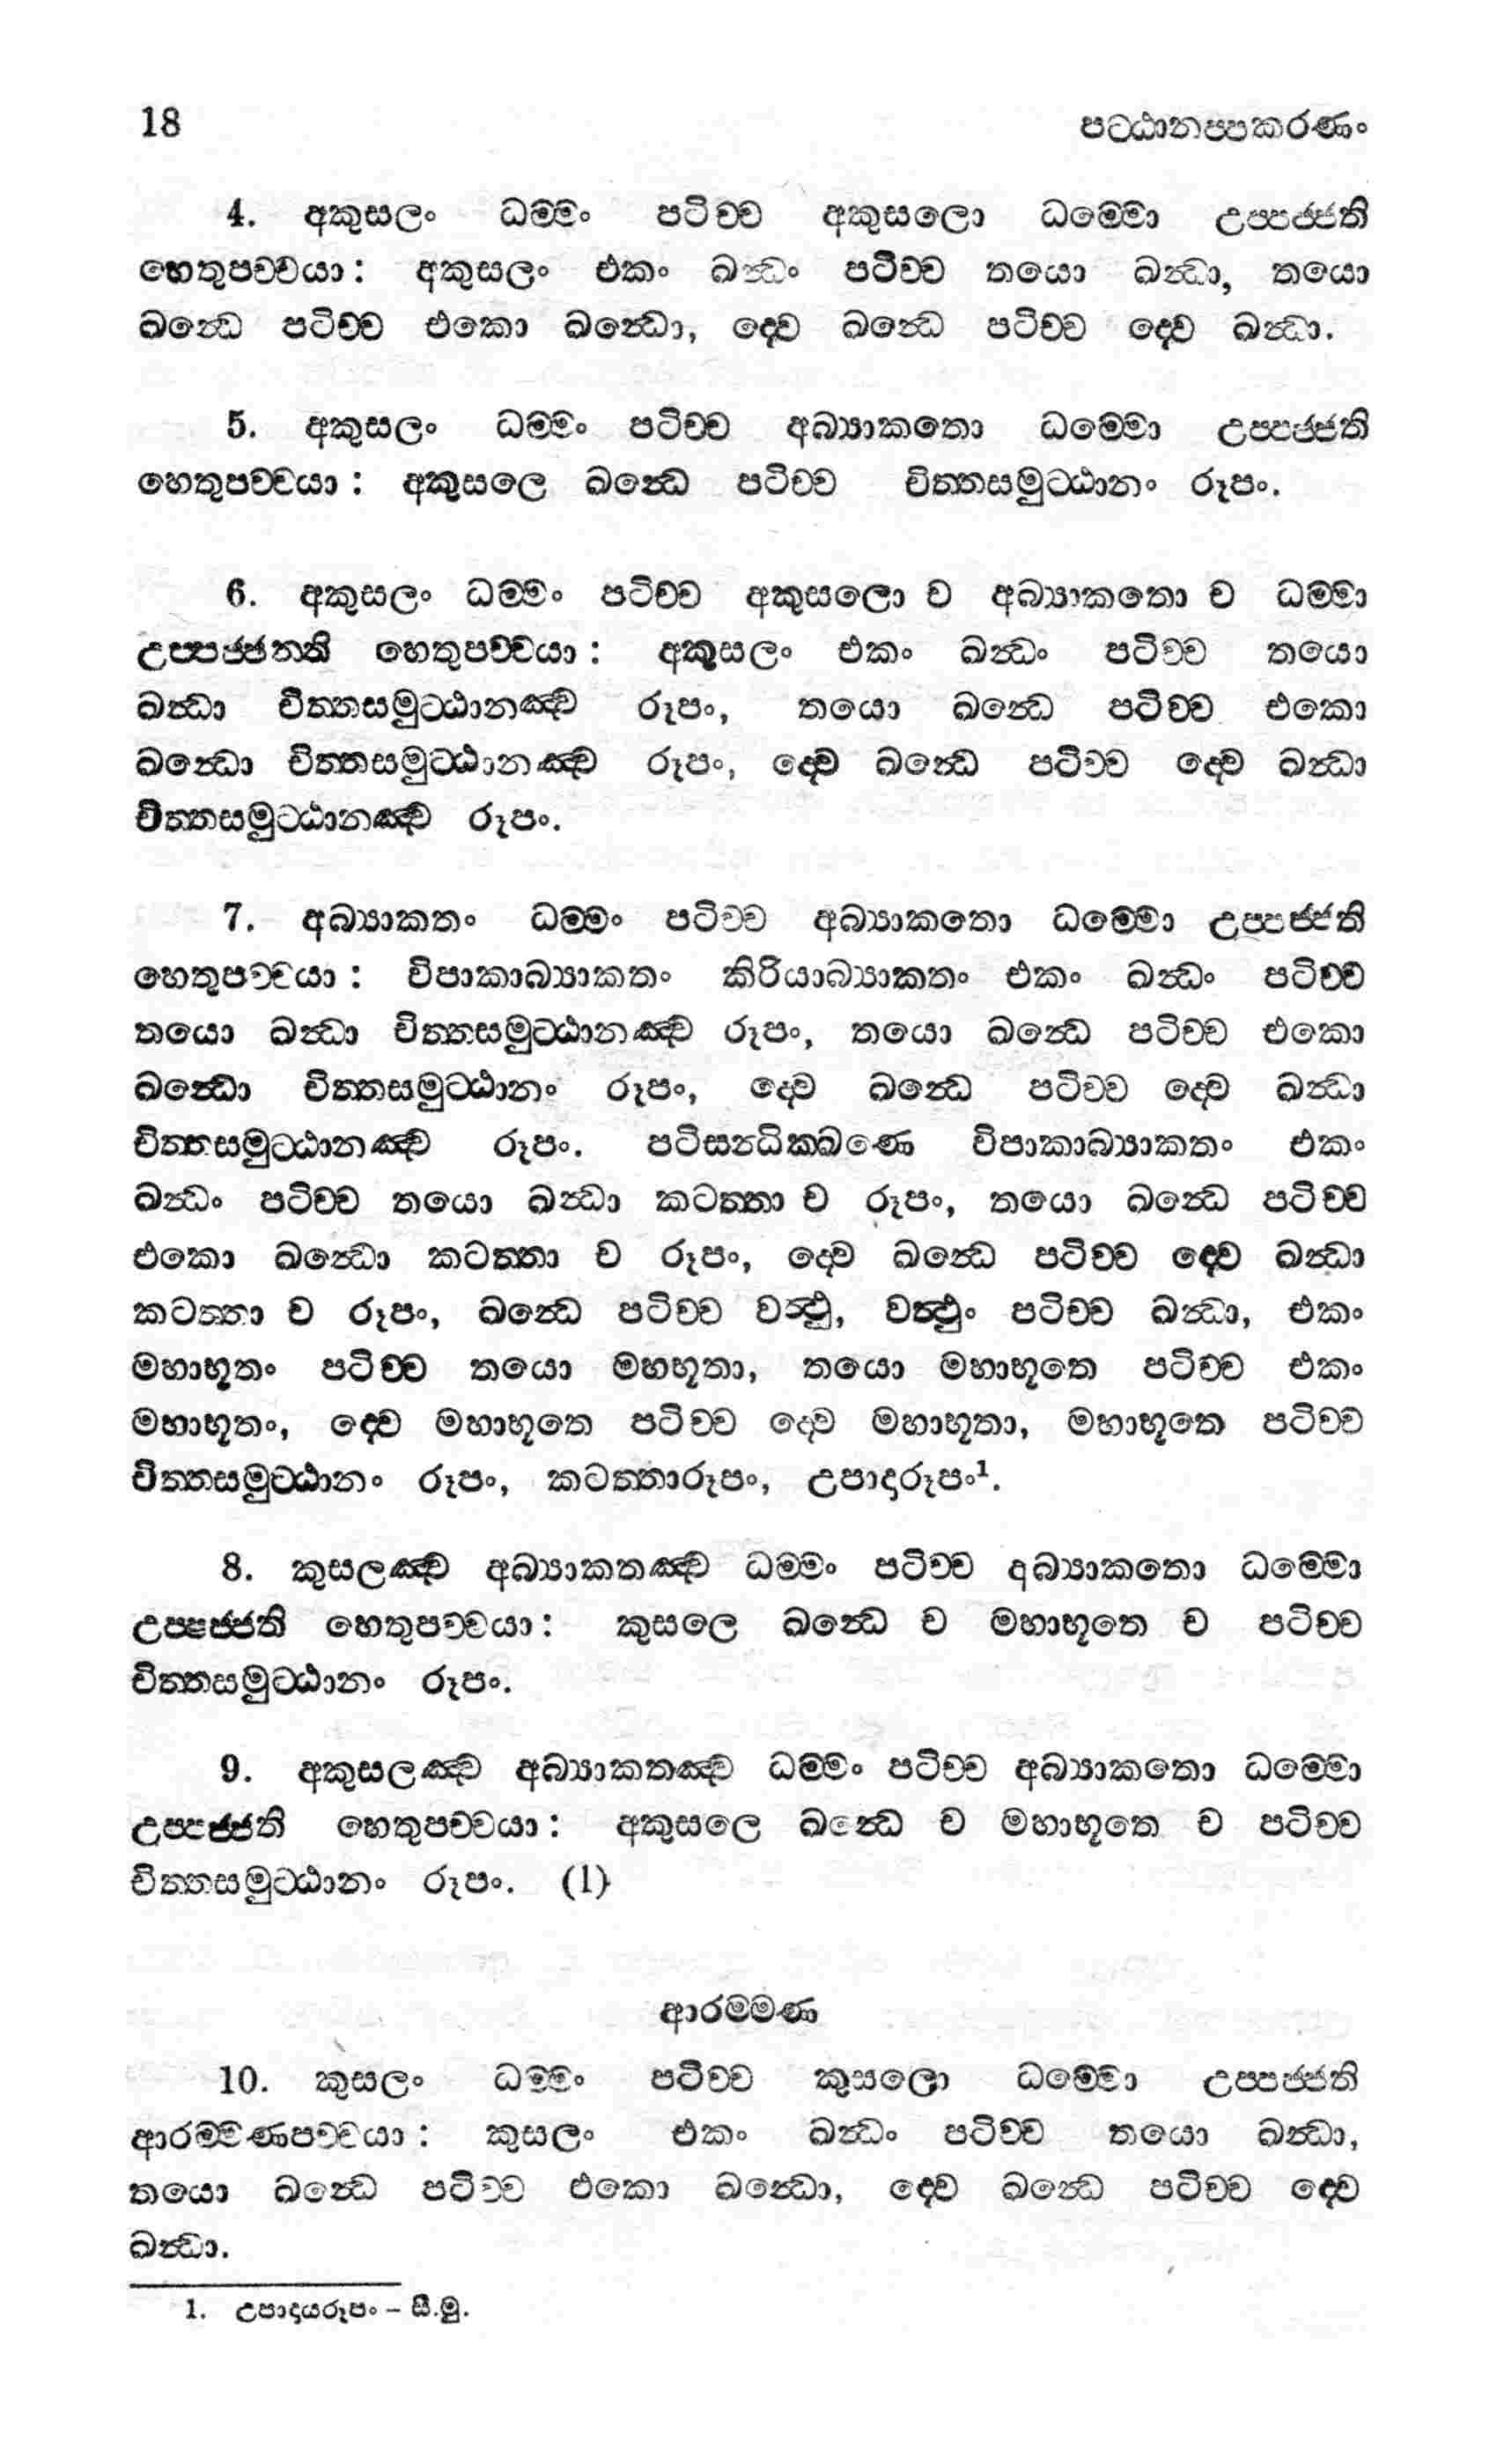 18 පට්ඨානප්පකරණං
4. අකුසලං ධම්මං පටිච්ච අකුසලො ධම්මො උප්පජ්ජති
හෙතුපච්චයා: අකුසලං එකං ඛන්ධං පටිච්ච තයො ඛන්ධා, තයො
ඛන්ධෙ පටිච්ච එකො ඛන්ධො, ද්වෙ ඛන්ධෙ පටිච්ච ද්වෙ ඛන්ධා.
5. අකුසලං ධම්මං පටිච්ච අබ්‍යාකතො ධම්මො උප්පජ්ජති
හෙතුපච්චයා: අකුසලෙ ඛන්ධෙ පටිච්ච චිත්තසමුට්ඨානං රූපං.
6. අකුසලං ධම්මං පටිච්ච අකුසලො ච අබ්‍යාකතො ච ධම්මා
උප්පජ්ජන්ති හෙතුපච්චයා: අකුසලං එකං ඛන්ධං පටිච්ච තයො
ඛන්ධා චිත්තසමුට්ඨානඤ්ච රූපං, තයො ඛන්ධෙ පටිච්ච එකො
ඛන්ධො චිත්තසමුට්ඨානඤ්ච රූපං, ද්වෙ ඛන්ධෙ පටිච්ච ද්වෙ ඛන්ධා
චිත්තසමුට්ඨානඤ්ච රූපං.
7. අබ්‍යාකතං ධම්මං පටිච්ච අබ්‍යාකතො ධම්මො උප්පජ්ජති
හෙතුපච්චයා: විපාකාබ්‍යාකතං කිරියාබ්‍යාකතං එකං ඛන්ධං පටිච්ච
තයො ඛන්ධා චිත්තසමුට්ඨානඤ්ච රූපං, තයො ඛන්ධෙ පටිච්ච එකො
ඛන්ධො චිත්තසමුට්ඨානං රූපං, ද්වෙ ඛන්ධෙ පටිච්ච ද්වෙ ඛන්ධා
චිත්තසමුට්ඨානඤ්ච රූපං. පටිසන්ධික්ඛණෙ විපාකාබ්‍යාකතං එකං
ඛන්ධං පටිච්ච තයො ඛන්ධා කටත්තා ච රූපං, තයො ඛන්ධෙ පටිච්ච
එකො ඛන්ධො කටත්තා ච රූපං, ද්වෙ ඛන්ධෙ පටිච්ච ද්වෙ ඛන්ධා
කටත්තා ච රූපං, ඛන්ධෙ පටිච්ච වත්ථු, වත්ථුං පටිච්ච ඛන්ධා, එකං
මහාභූතං පටිච්ච තයො මහභූතා, තයො මහාභූතෙ පටිච්ච එකං
මහාභූතං, ද්වෙ මහාභූතෙ පටිච්ච ද්වෙ මහාභූතා, මහාභූතෙ පටිච්ච
චිත්තසමුට්ඨානං රූපං, කටත්තාරූපං, උපාදාරූපං¹.
8. කුසලඤ්ච අබ්‍යාකතඤ්ච ධම්මං පටිච්ච අබ්‍යාකතො ධම්මො
උප්පජ්ජති හෙතුපච්චයා: කුසලෙ ඛන්ධෙ ච මහාභූතෙ ච පටිච්ච
චිත්තසමුට්ඨානං රූපං.
9. අකුසලඤ්ච අබ්‍යාකතඤ්ච ධම්මං පටිච්ච අබ්‍යාකතො ධම්මො
උප්පජ්ජති හෙතුපච්චයා: අකුසලෙ ඛන්ධෙ ච මහාභූතෙ ච පටිච්ච
චිත්තසමුට්ඨානං රූපං. (1)
ආරම්මණ
10. කුසලං ධම්මං පටිච්ච කුසලො ධම්මො උප්පජ්ජති
ආරම්මණපච්චයා: කුසලං එකං ඛන්ධං පටිච්ච තයො ඛන්ධා,
තයො ඛන්ධෙ පටිච්ච එකො ඛන්ධො, ද්වෙ ඛන්ධෙ පටිච්ච ද්වෙ
ඛන්ධා.
1. උපාදායරූපං – සී.මු.